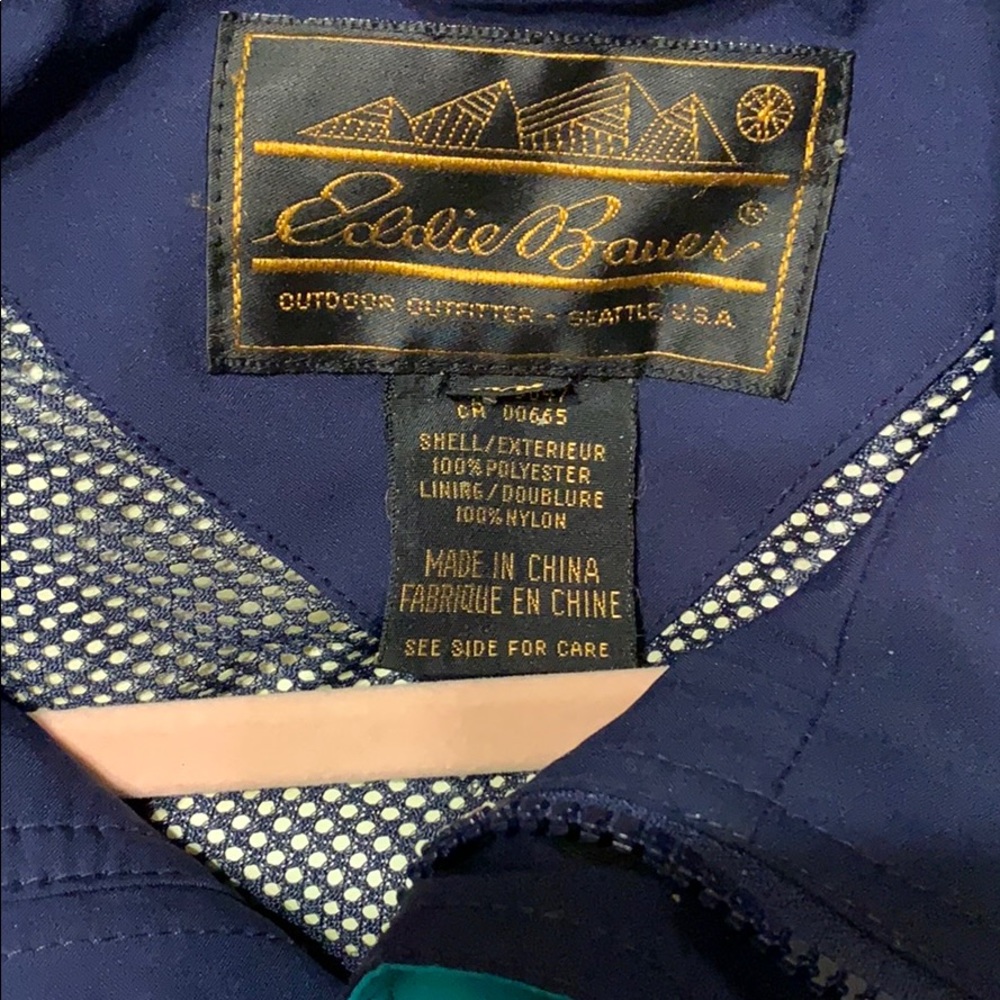 Eddie Bauer®
OUTDOOR OUTFITTER - SEATTLE U.S.A.
CA 00665
SHELL/EXTERIEUR
100% POLYESTER
LINING/DOUBLURE
100% NYLON
MADE IN CHINA
FABRIQUE EN CHINE
SEE SIDE FOR CARE